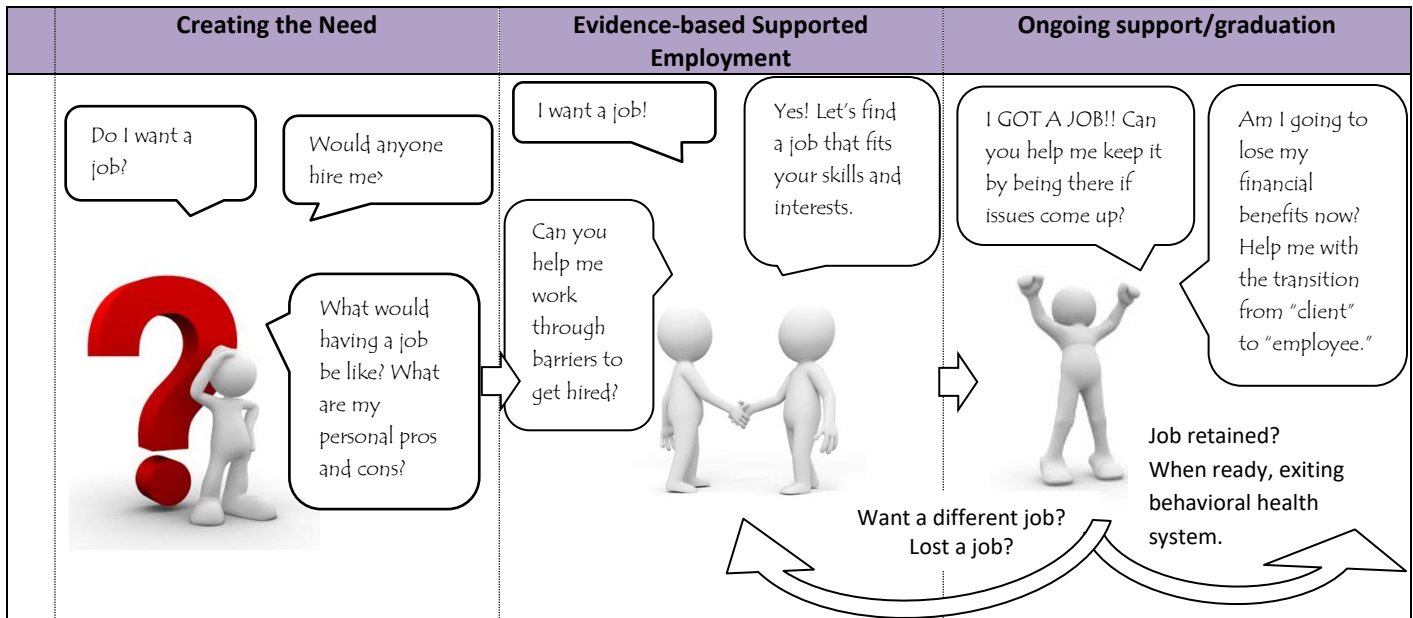 Creating the Need
Evidence-based Supported
Employment
Ongoing support/graduation
Do I want a
job?
Would anyone
hire me>
What would
having a job
be like? What
are my
personal pros
and cons?
I want a job!
Yes! Let's find
a job that fits
your skills and
interests.
Can you
help me
work
through
barriers to
get hired?
I GOT A JOB!! Can
you help me keep it
by being there if
issues come up?
Am I going to
lose my
financial
benefits now?
Help me with
the transition
from "client"
to "employee."
Want a different job?
Lost a job?
Job retained?
When ready, exiting
behavioral health
system.